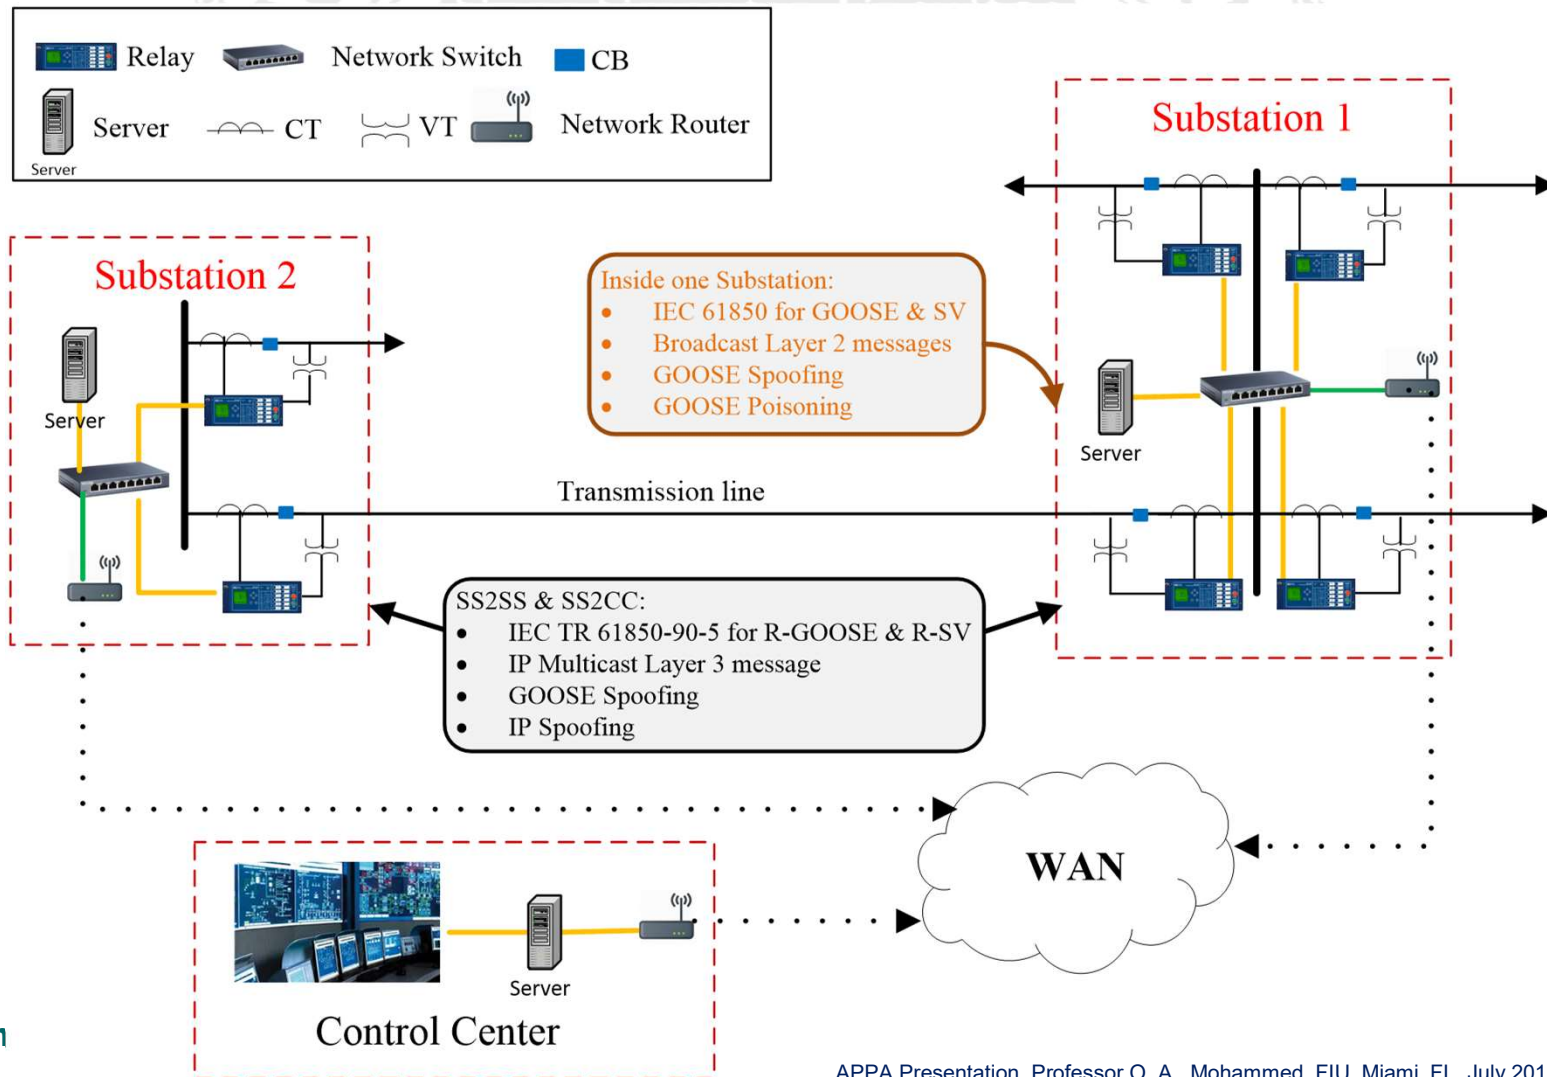 Relay
Network Switch
CB
Server
CT
VT
Network Router
Server
Substation 1
Substation 2
Inside one Substation:
• IEC 61850 for GOOSE & SV
• Broadcast Layer 2 messages
• GOOSE Spoofing
• GOOSE Poisoning
Server
Server
Transmission line
SS2SS & SS2CC:
• IEC TR 61850-90-5 for R-GOOSE & R-SV
• IP Multicast Layer 3 message
• GOOSE Spoofing
• IP Spoofing
WAN
Server
Control Center
APPA Presentation, Professor O. A., Mohammed, FIU, Miami, FL, July 201